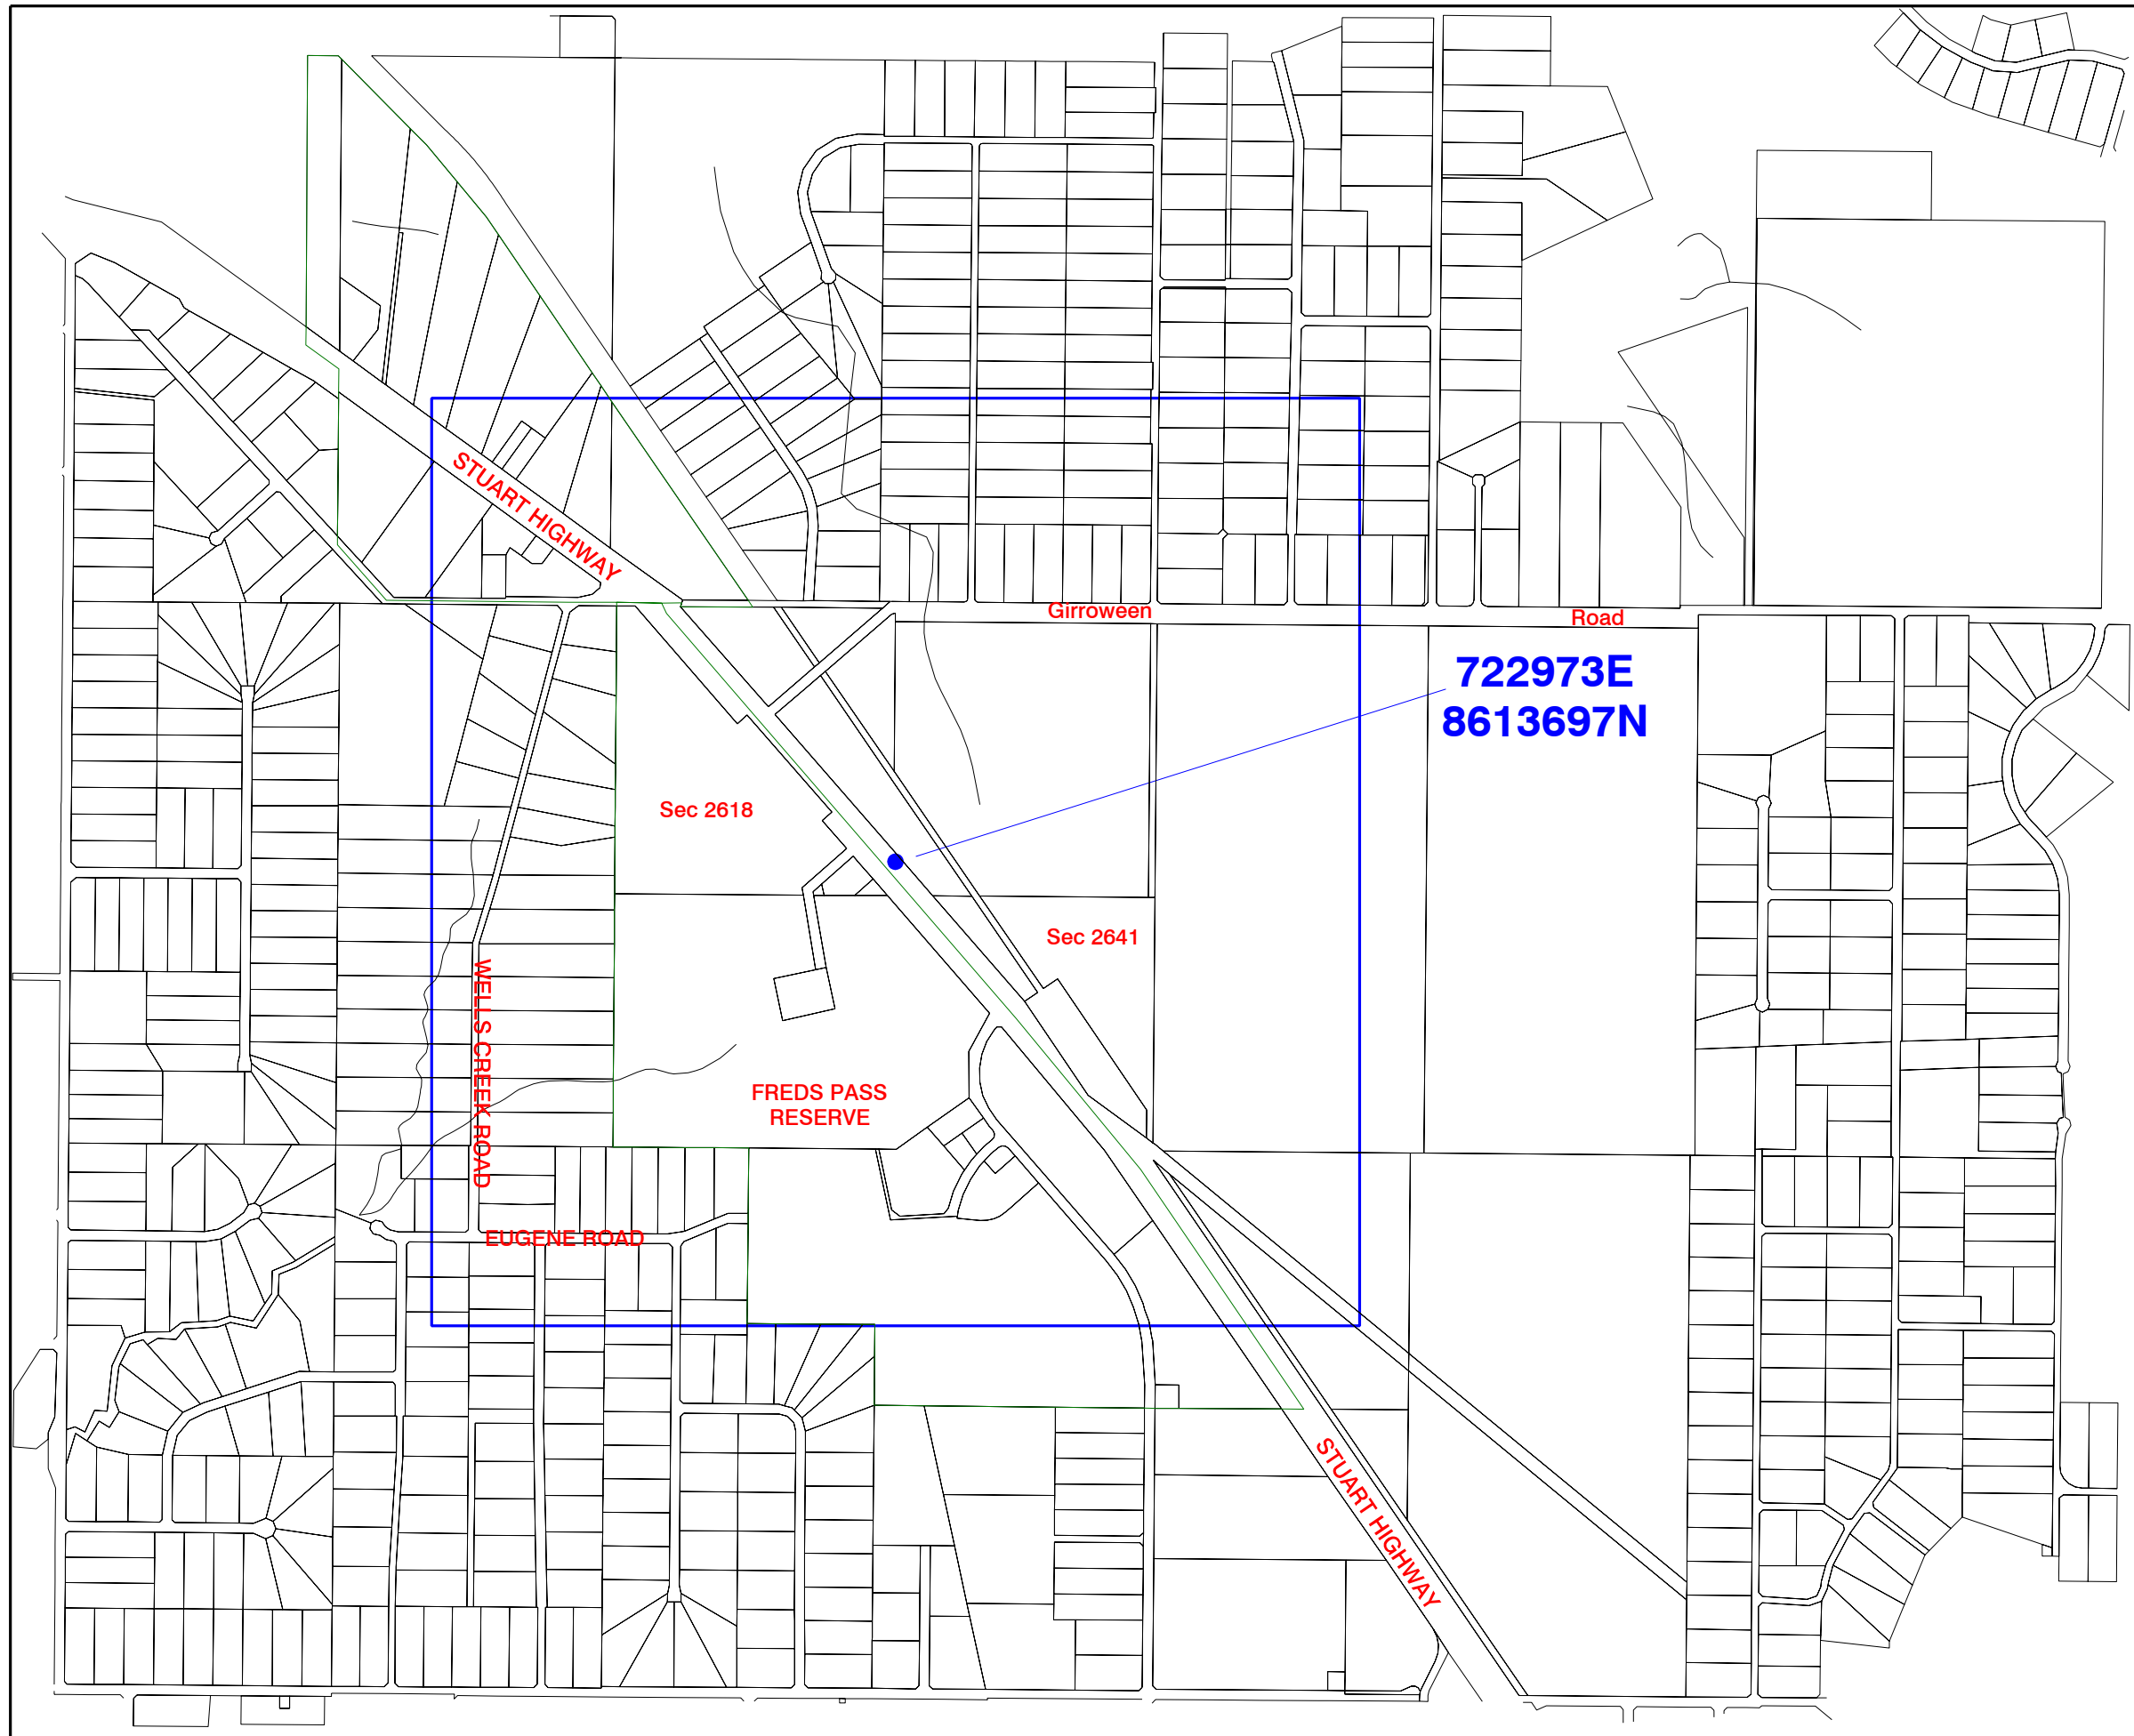 STUART HIGHWAY
Girroween
Road
722973E
8613697N
Sec 2618
Sec 2641
WELLS CREEK ROAD
FREDS PASS
RESERVE
EUGENE ROAD
STUART HIGHWAY